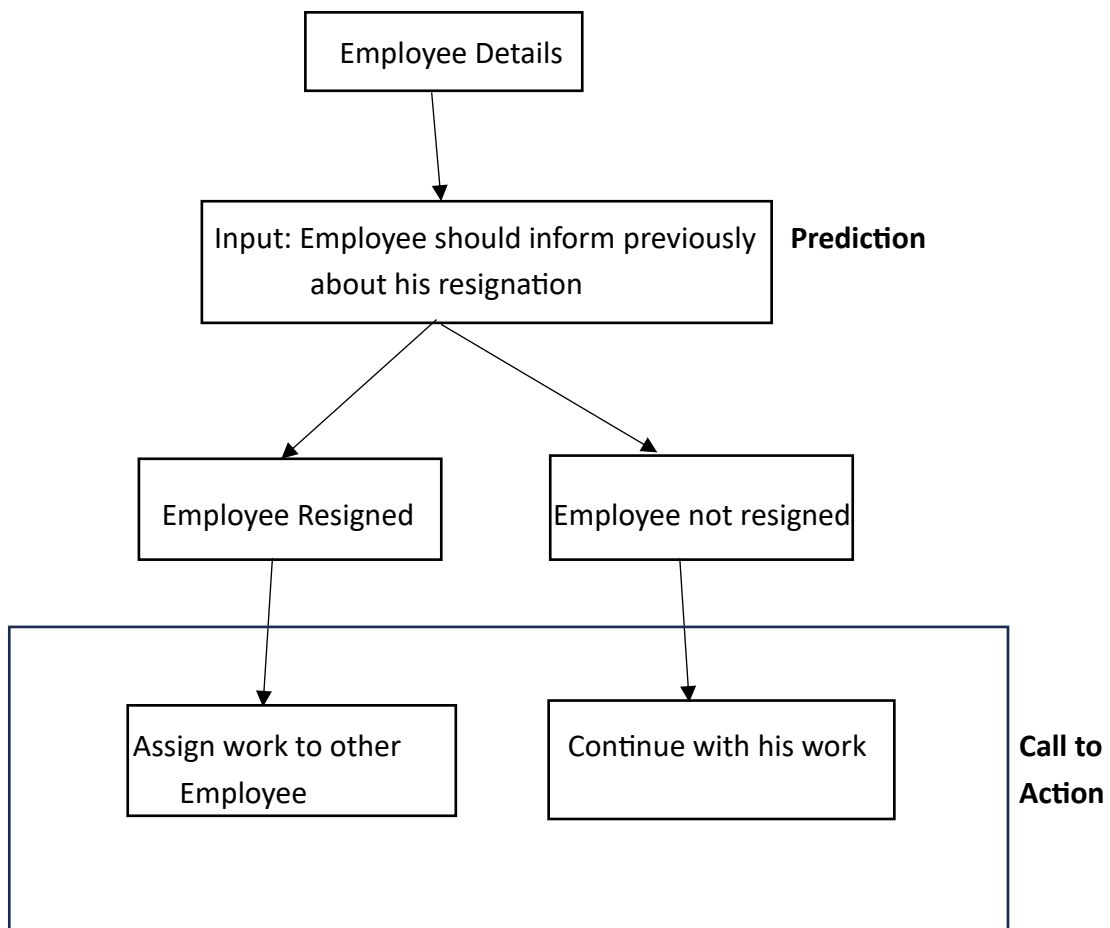 Employee Details
Input: Employee should inform previously
about his resignation
Prediction
Employee Resigned
Employee not resigned
Assign work to other
Employee
Continue with his work
Call to
Action